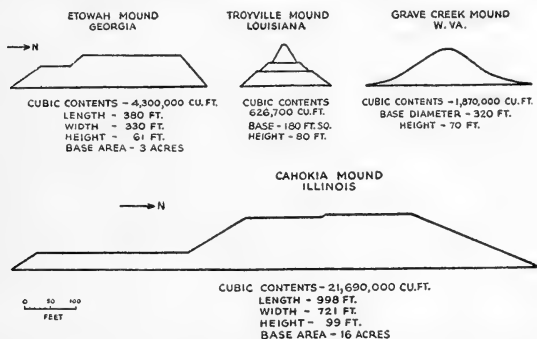 ETOWAH MOUND
GEORGIA
N
CUBIC CONTENTS - 4,300,000 CU. FT.
LENGTH - 380 FT.
WIDTH - 330 FT.
HEIGHT - 61 FT.
BASE AREA - 3 ACRES
TROYVILLE MOUND
LOUISIANA
CUBIC CONTENTS
626,700 CU.FT.
BASE - 180 FT. SQ.
HEIGHT - 80 FT.
GRAVE CREEK MOUND
W. VA.
CUBIC CONTENTS - 1,870,000 CU.FT.
BASE DIAMETER - 320 FT.
HEIGHT - 70 FT.
CAHOKIA MOUND
ILLINOIS
N
0 50 100
FEET
CUBIC CONTENTS - 21,690,000 CU.FT.
LENGTH - 998 FT.
WIDTH - 721 FT.
HEIGHT - 99 FT.
BASE AREA - 16 ACRES